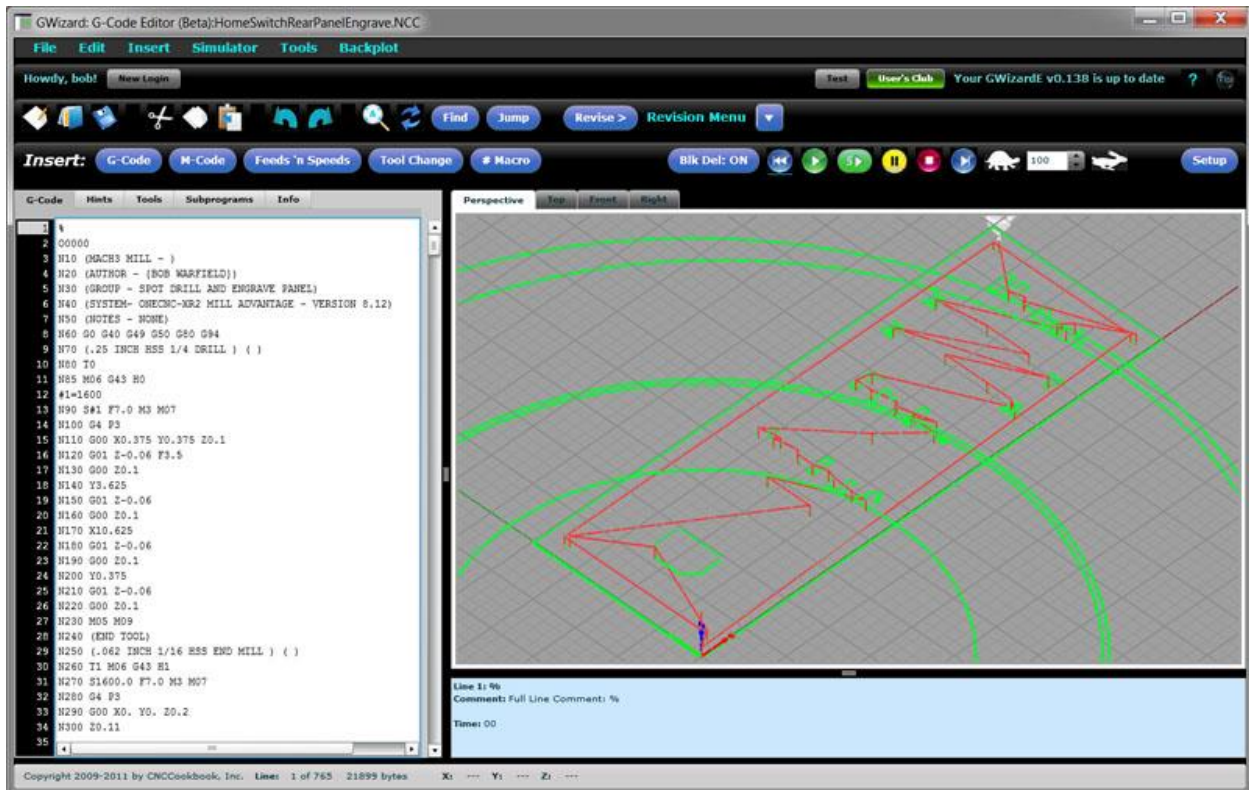 GWizard: G-Code Editor (Beta):HomeSwitchRearPanelEngrave.NCC
File Edit Insert Simulator Tools Backplot
Howdy, bob! New Login Test User's Club Your GWizardE v0.138 is up to date ?
Find Jump Revise > Revision Menu
Insert: G-Code M-Code Feeds 'n Speeds Tool Change # Macro Blk Del: ON 5 100 Setup
G-Code Hints Tools Subprograms Info Perspective Top Front Right
1 %
2 O0000
3 N10 (MACH3 MILL - )
4 N20 (AUTHOR - (BOB WARFIELD))
5 N30 (GROUP - SPOT DRILL AND ENGRAVE PANEL)
6 N40 (SYSTEM- ONECNC-XR2 MILL ADVANTAGE - VERSION 8.12)
7 N50 (NOTES - NONE)
8 N60 G0 G40 G49 G50 G80 G94
9 N70 (.25 INCH HSS 1/4 DRILL ) ( )
10 N80 T0
11 N85 M06 G43 H0
12 #1=1600
13 N90 S#1 F7.0 M3 M07
14 N100 G4 P3
15 N110 G00 X0.375 Y0.375 Z0.1
16 N120 G01 Z-0.06 F3.5
17 N130 G00 Z0.1
18 N140 Y3.625
19 N150 G01 Z-0.06
20 N160 G00 Z0.1
21 N170 X10.625
22 N180 G01 Z-0.06
23 N190 G00 Z0.1
24 N200 Y0.375
25 N210 G01 Z-0.06
26 N220 G00 Z0.1
27 N230 M05 M09
28 N240 (END TOOL)
29 N250 (.062 INCH 1/16 HSS END MILL ) ( )
30 N260 T1 M06 G43 H1
31 N270 S1600.0 F7.0 M3 M07
32 N280 G4 P3
33 N290 G00 X0. Y0. Z0.2
34 N300 Z0.11
35
Line 1: %
Comment: Full Line Comment: %
Time: 00
Copyright 2009-2011 by CNCCookbook, Inc. Line: 1 of 765 21899 bytes X: --- Y: --- Z: ---